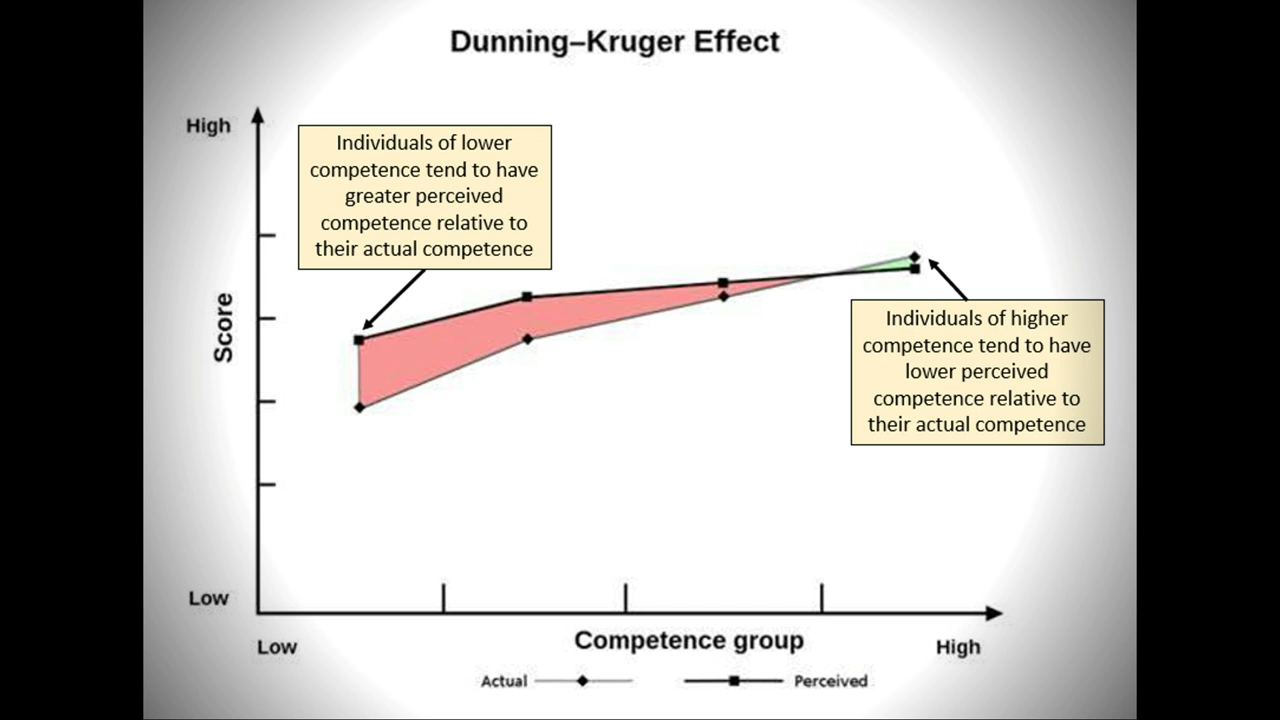 Dunning–Kruger Effect
High
Individuals of lower
competence tend to have
greater perceived
competence relative to
their actual competence
Score
Individuals of higher
competence tend to have
lower perceived
competence relative to
their actual competence
Low
Low
Competence group
High
Actual
Perceived